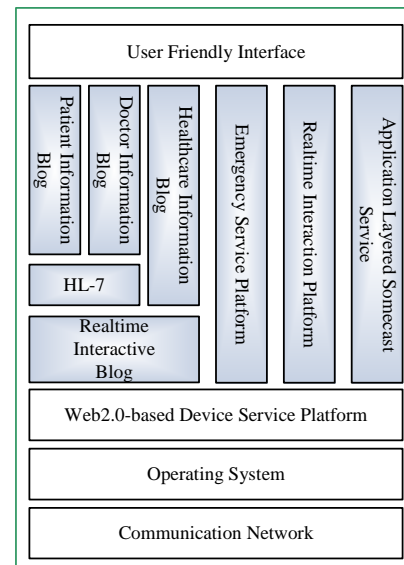 User Friendly Interface
Patient Information
Blog
Doctor Information
Blog
Healthcare Information
Blog
Emergency Service Platform
Realtime Interaction Platform
Application Layered Somecast
Service
HL-7
Realtime
Interactive
Blog
Web2.0-based Device Service Platform
Operating System
Communication Network